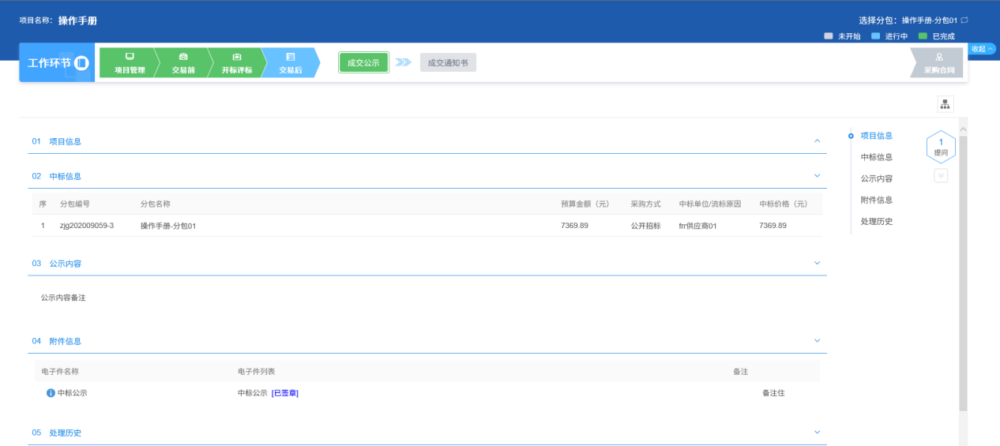 项目名称: 操作手册
选择分包: 操作手册-分包01
未开始 进行中 已完成
收起
工作环节
项目管理 交易前 开标评标 交易后 成交公示 成交通知书 采购合同
01 项目信息
02 中标信息
序 分包编号 分包名称 预算金额（元） 采购方式 中标单位/流标原因 中标价格（元）
1 zjg202009059-3 操作手册-分包01 7369.89 公开招标 frr供应商01 7369.89
03 公示内容
公示内容备注
04 附件信息
电子件名称 电子件列表 备注
中标公示 中标公示 [已签章] 备注住
05 处理历史
项目信息
中标信息
公示内容
附件信息
处理历史
1
提问